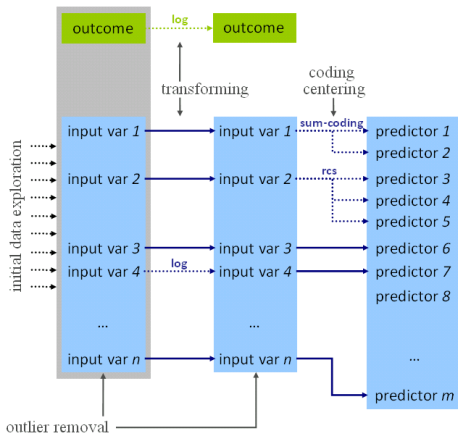 outcome
log
outcome
transforming
coding
centering
initial data exploration
input var 1
input var 1
sum-coding
predictor 1
predictor 2
input var 2
input var 2
rcs
predictor 3
predictor 4
predictor 5
input var 3
input var 3
predictor 6
input var 4
log
input var 4
predictor 7
predictor 8
...
...
...
input var n
input var n
predictor m
outlier removal